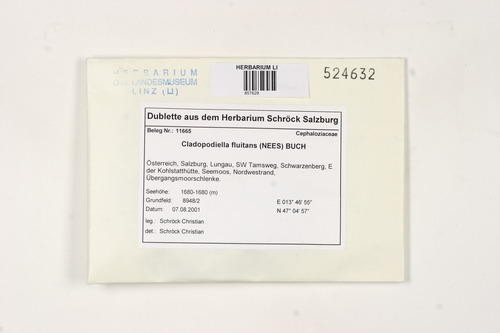 HERBARIUM
OÖ. LANDESMUSEUM
LINZ (LI)
HERBARIUM LI
857629
524632
Dublette aus dem Herbarium Schröck Salzburg
Beleg Nr.: 11665 Cephaloziaceae
Cladopodiella fluitans (NEES) BUCH
Österreich, Salzburg, Lungau, SW Tamsweg, Schwarzenberg, E
der Kohlstatthütte, Seemoos, Nordwestrand,
Übergangsmoorschlenke.
Seehöhe: 1680-1680 (m)
Grundfeld: 8948/2 E 013° 46' 55"
Datum: 07.08.2001 N 47° 04' 57"
leg.: Schröck Christian
det.: Schröck Christian